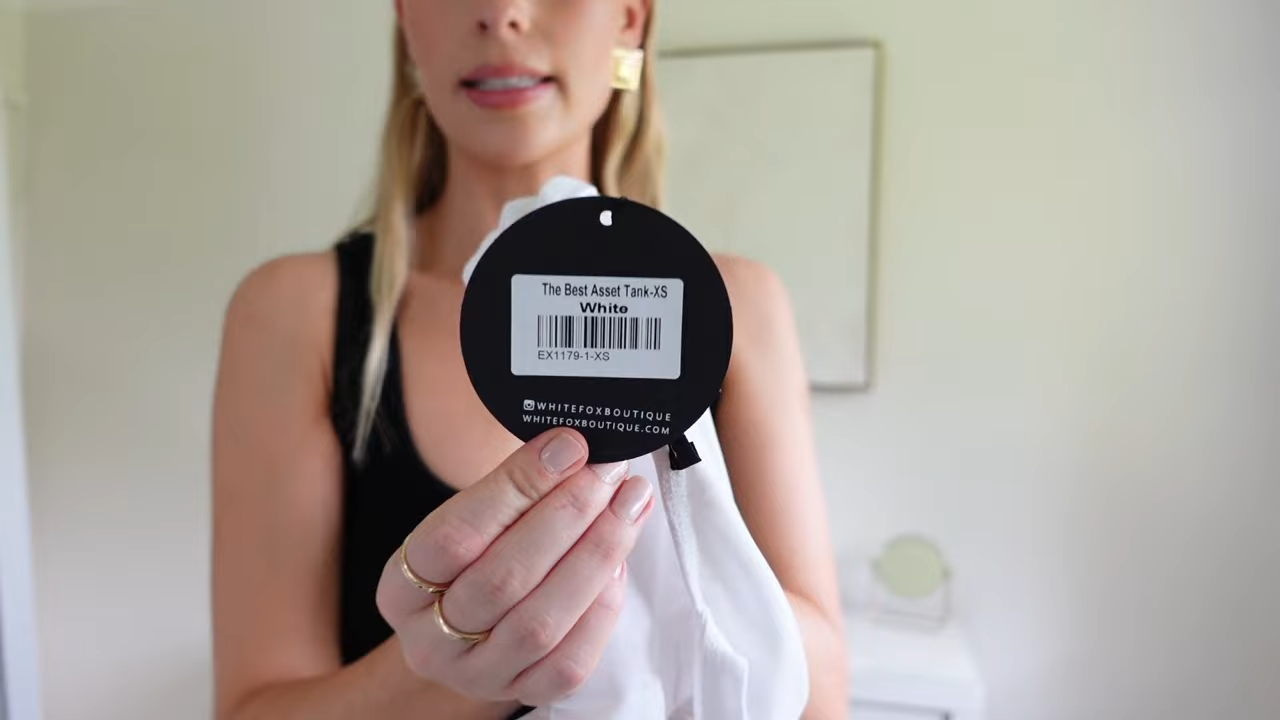 The Best Asset Tank-XS
White
EX1179-1-XS
WHITEFOXBOUTIQUE
WHITEFOXBOUTIQUE.COM